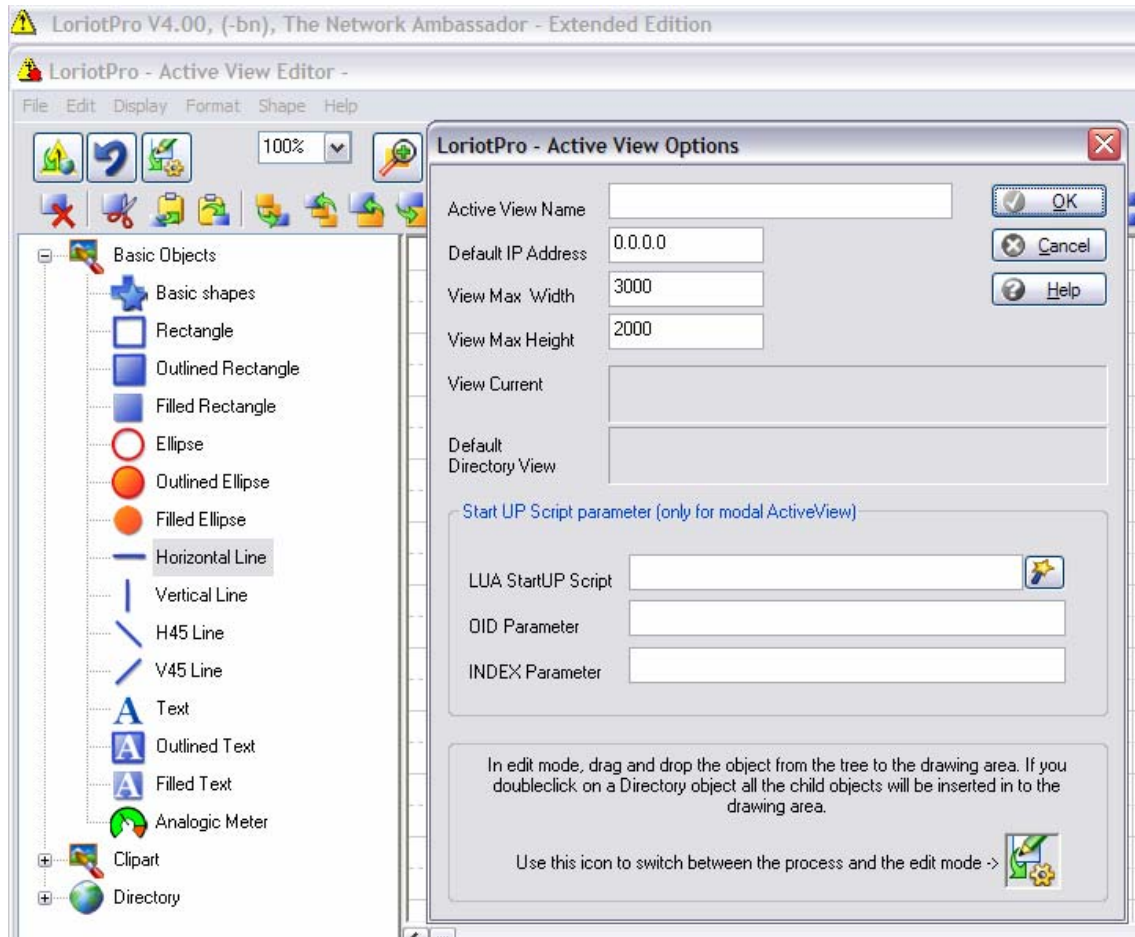 LoriotPro V4.00, (-bn), The Network Ambassador - Extended Edition
LoriotPro - Active View Editor -
File Edit Display Format Shape Help
100%
Basic Objects
Basic shapes
Rectangle
Outlined Rectangle
Filled Rectangle
Ellipse
Outlined Ellipse
Filled Ellipse
Horizontal Line
Vertical Line
H45 Line
V45 Line
A Text
A Outlined Text
A Filled Text
Analogic Meter
Clipart
Directory
LoriotPro - Active View Options
Active View Name
OK
Default IP Address 0.0.0.0
Cancel
View Max Width 3000
Help
View Max Height 2000
View Current
Default
Directory View
Start UP Script parameter (only for modal ActiveView)
LUA StartUP Script
OID Parameter
INDEX Parameter
In edit mode, drag and drop the object from the tree to the drawing area. If you
doubleclick on a Directory object all the child objects will be inserted in to the
drawing area.
Use this icon to switch between the process and the edit mode ->